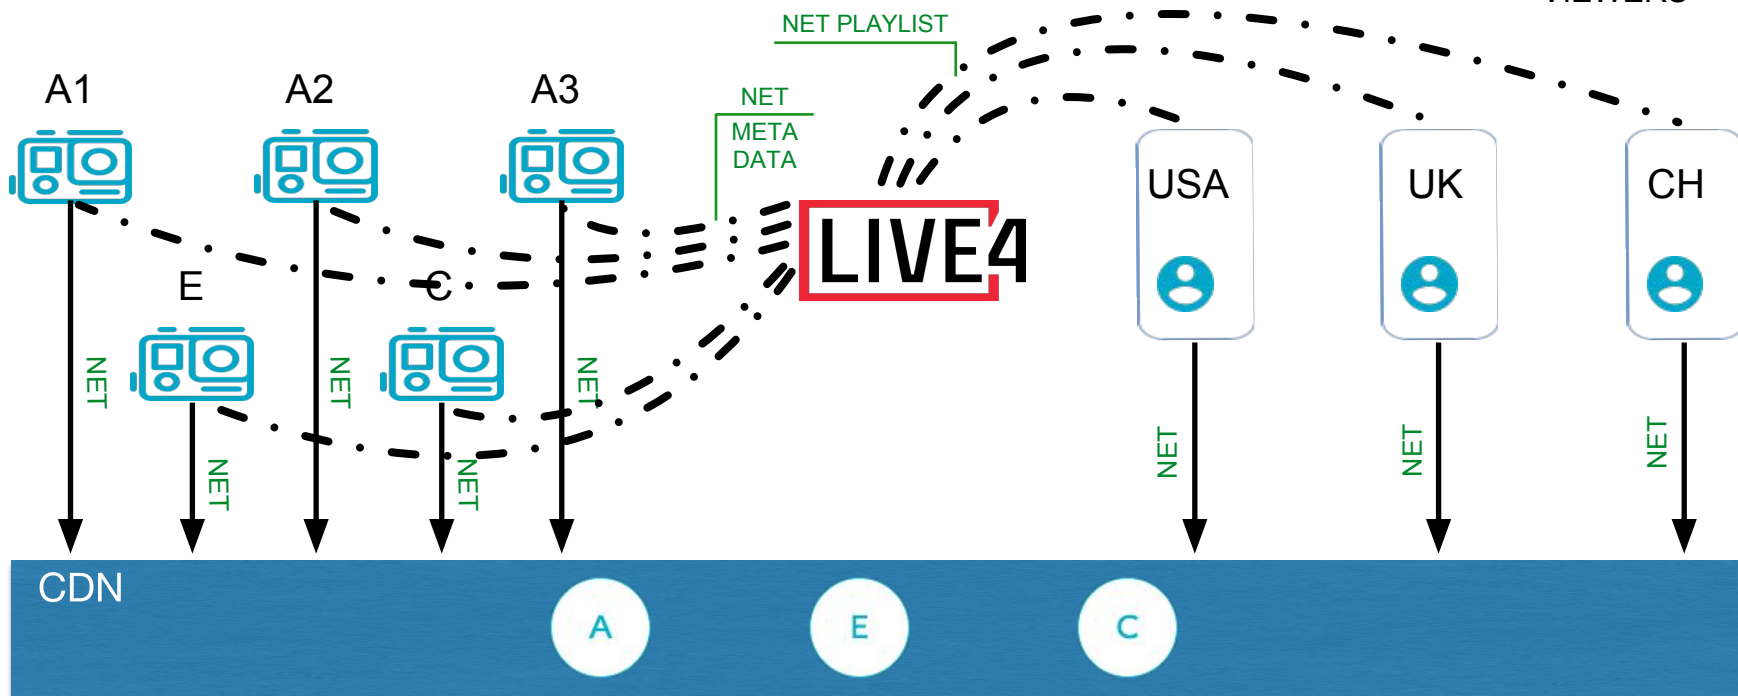 VIEWERS
NET PLAYLIST
A1
A2
A3
NET
META
DATA
USA
UK
CH
LIVE4
E
C
NET
NET
NET
NET
NET
NET
NET
NET
CDN
A
E
C